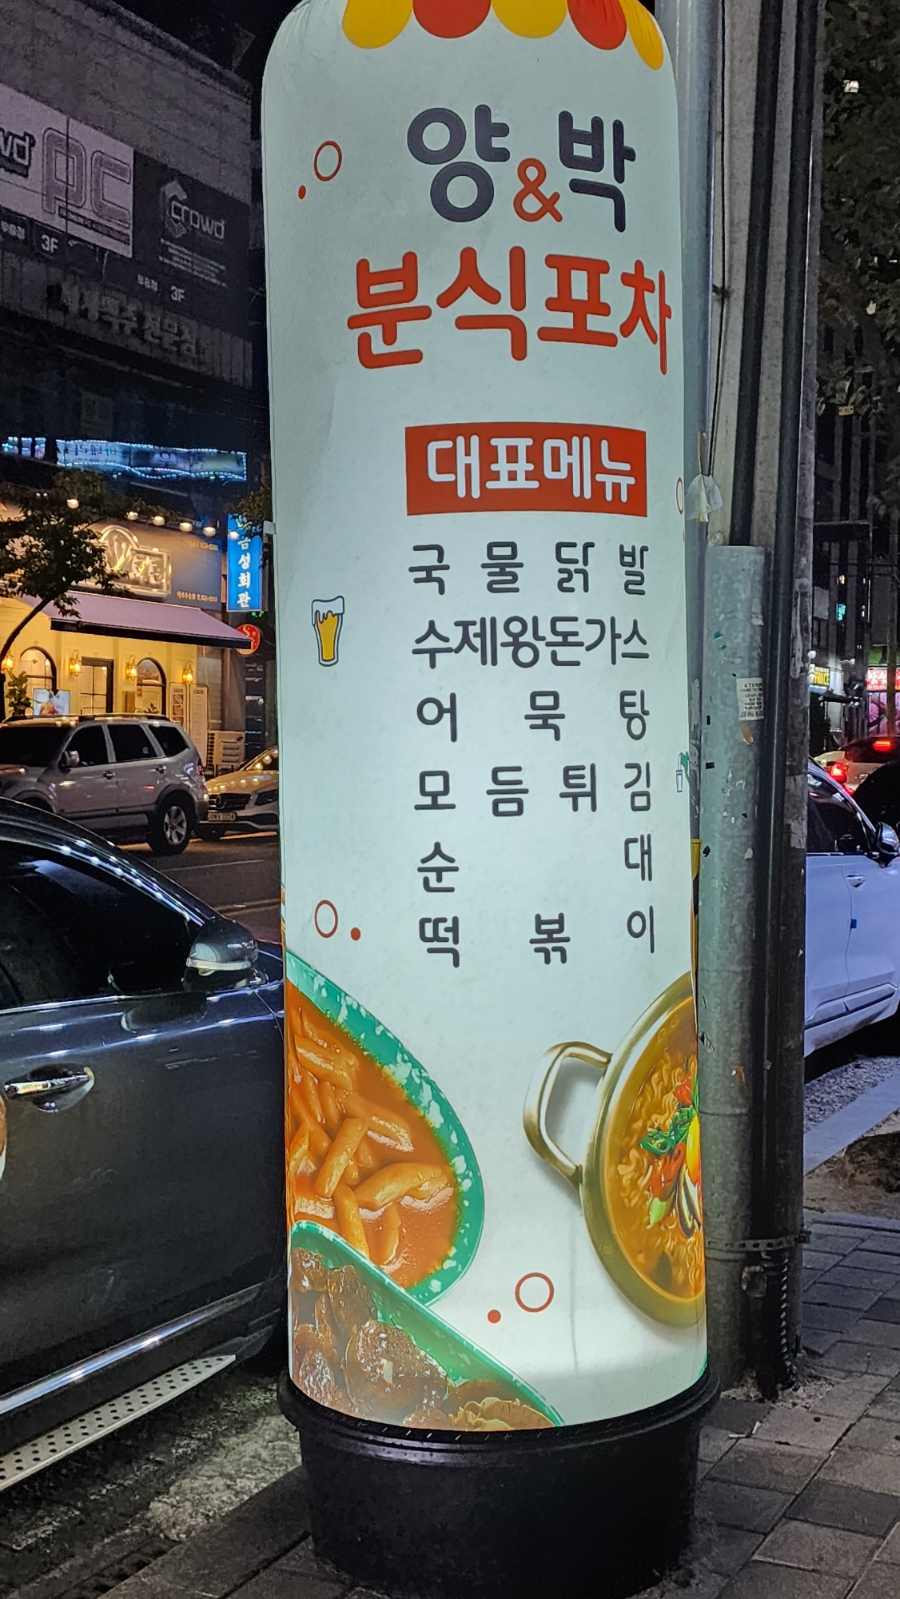 양&박
분식포차
대표메뉴
국물닭발
수제왕돈가스
어묵탕
모듬튀김
순대
떡볶이
PC
3F
crowd
3F
성회관